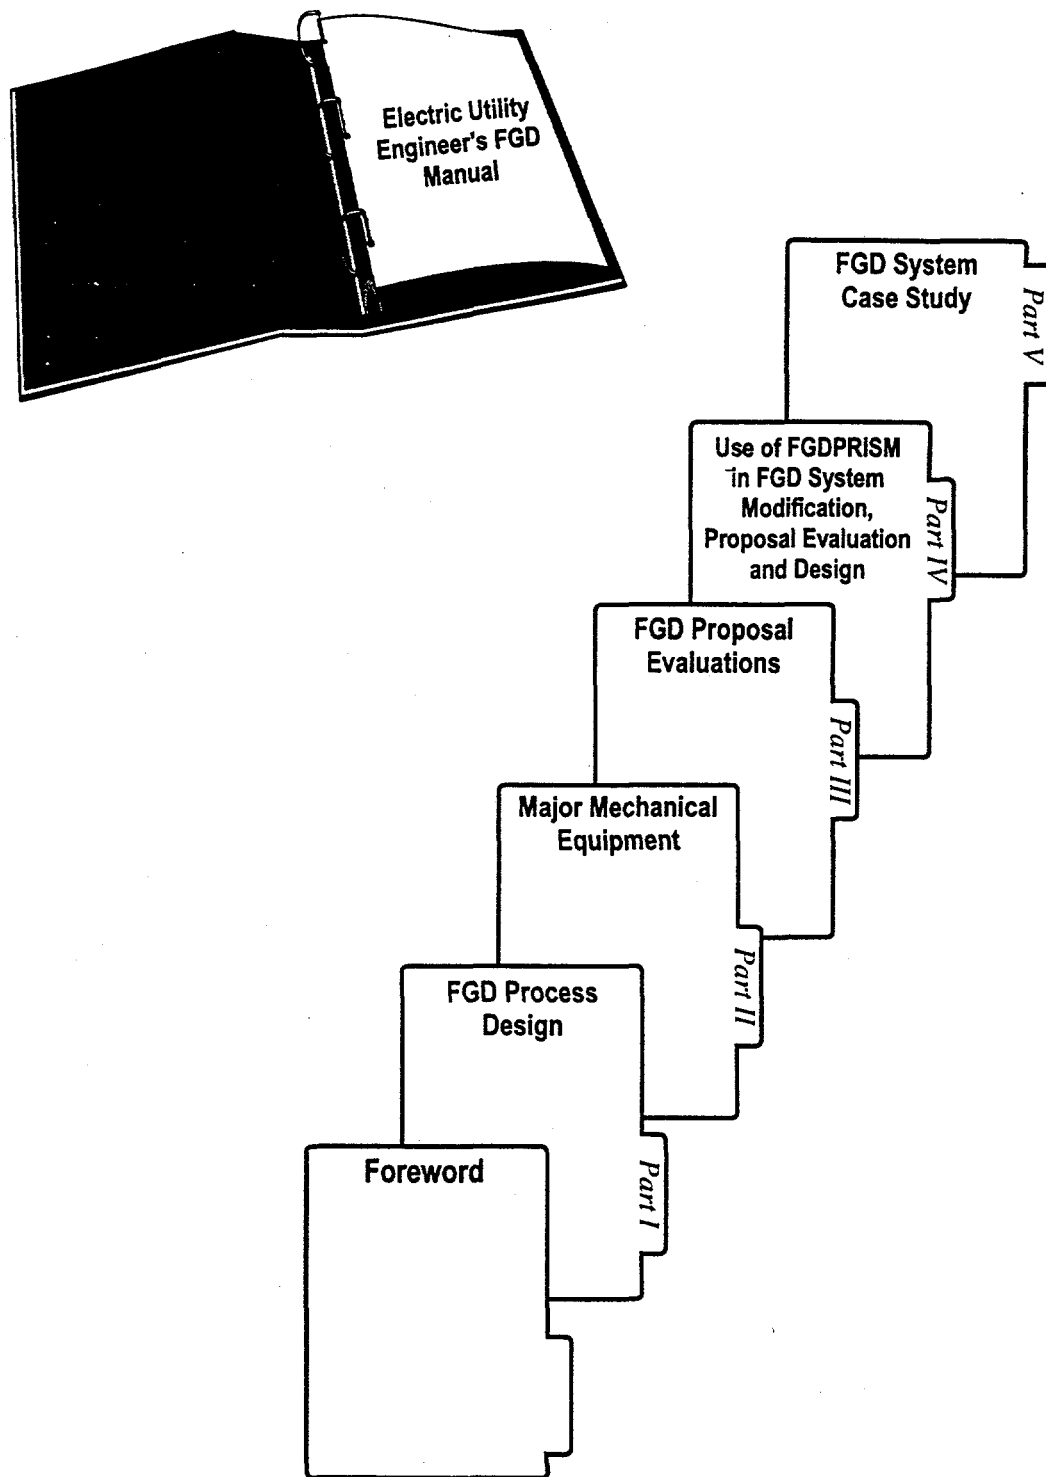 Electric Utility
Engineer's FGD
Manual
FGD System
Case Study
Part V
Use of FGDPRISM
in FGD System
Modification,
Proposal Evaluation
and Design
Part IV
FGD Proposal
Evaluations
Part III
Major Mechanical
Equipment
Part II
FGD Process
Design
Part I
Foreword